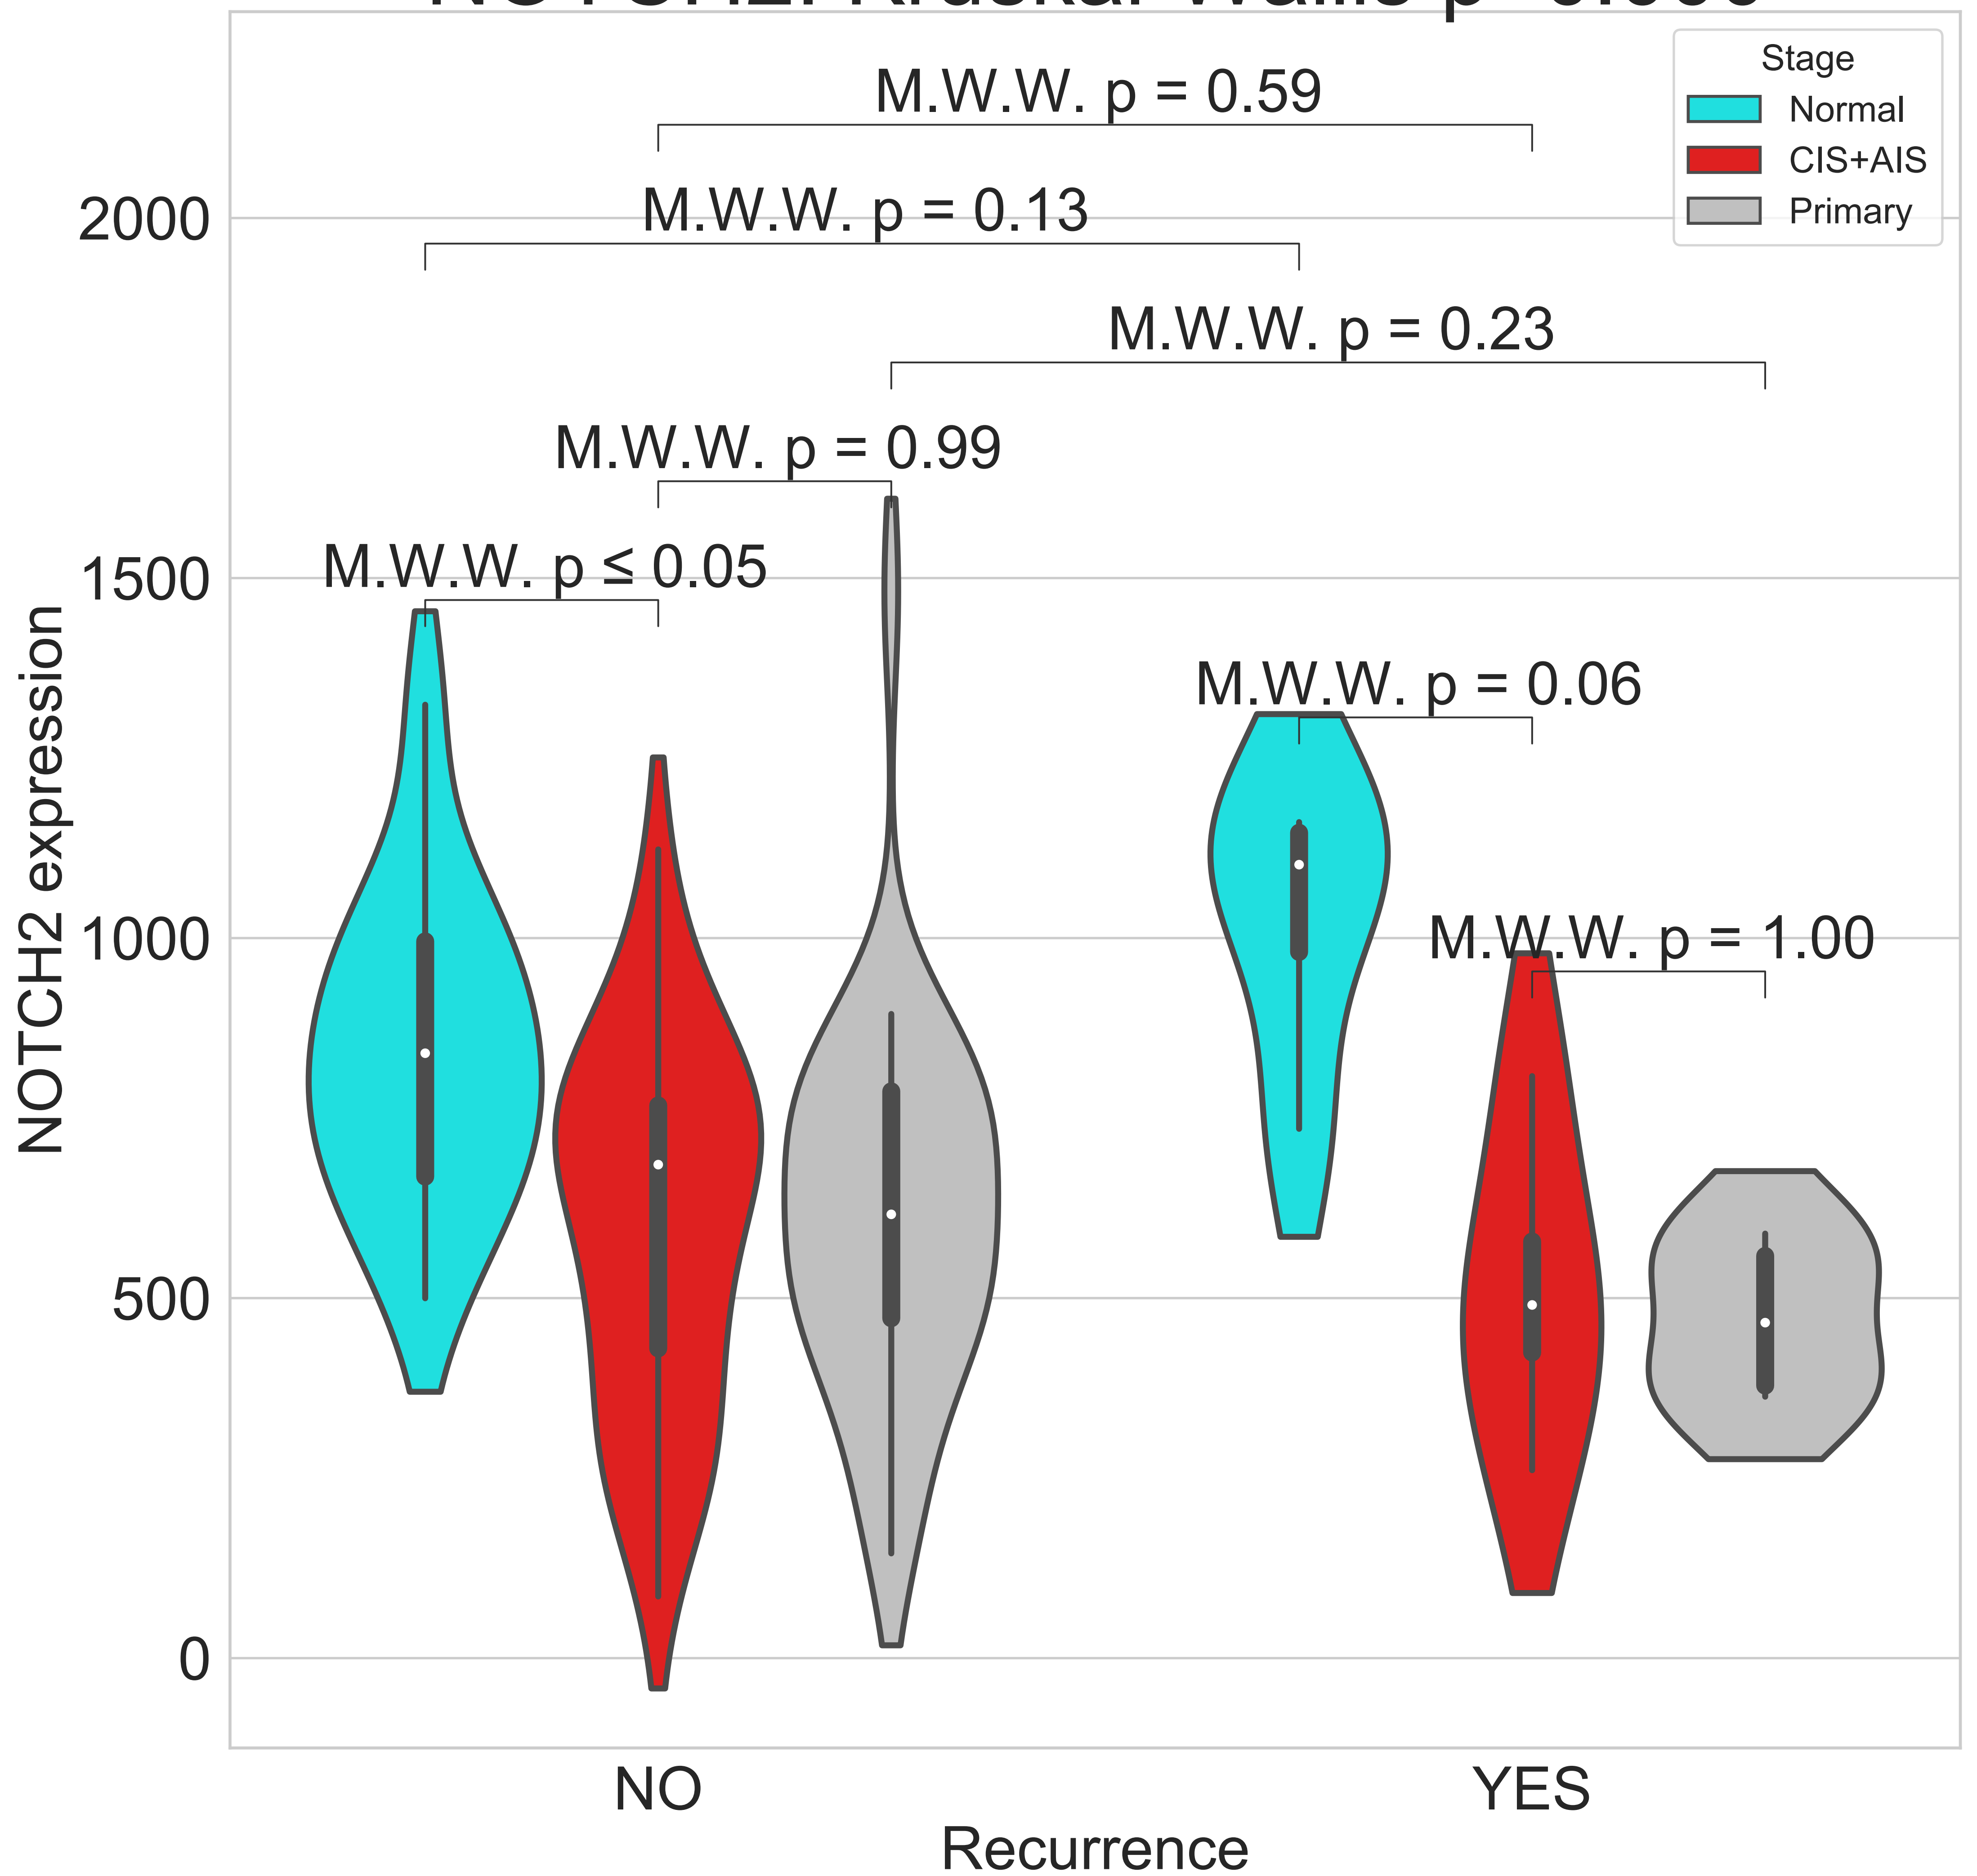 Stage
Normal
CIS+AIS
Primary
M.W.W. p = 0.59
M.W.W. p = 0.13
M.W.W. p = 0.23
M.W.W. p = 0.99
M.W.W. p ≤ 0.05
M.W.W. p = 0.06
M.W.W. p = 1.00
2000
1500
1000
500
0
NOTCH2 expression
NO
YES
Recurrence